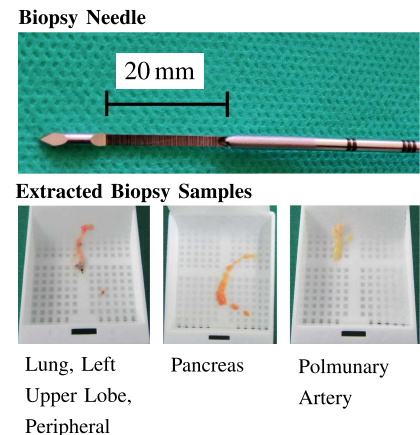 Biopsy Needle
20 mm
Extracted Biopsy Samples
Lung, Left
Upper Lobe,
Peripheral
Pancreas
Polmunary
Artery